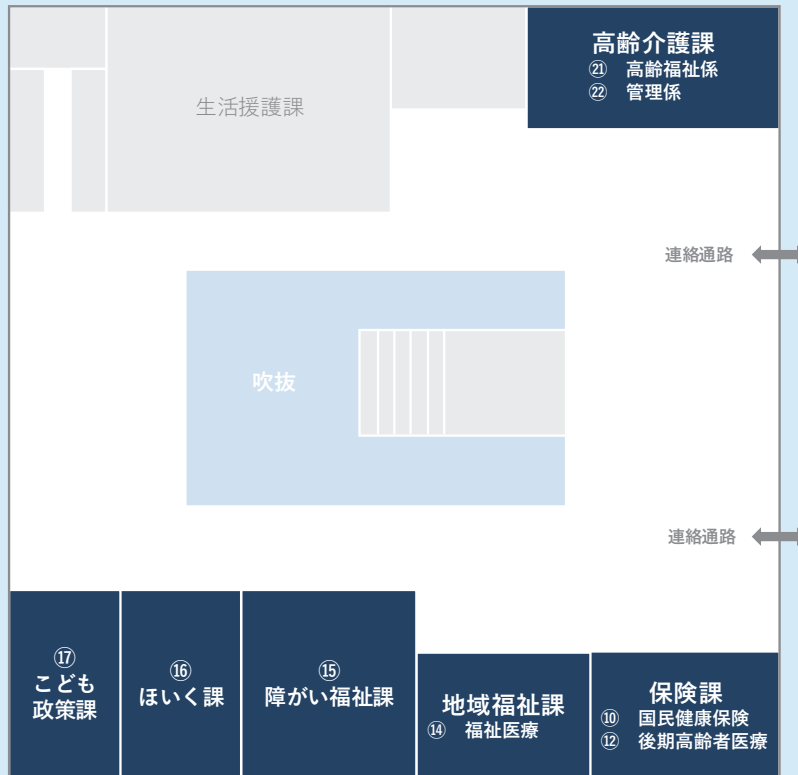 高齢介護課
㉑ 高齢福祉係
㉒ 管理係
生活援護課
連絡通路
吹抜
連絡通路
⑰
こども
政策課
⑯
ほいく課
⑮
障がい福祉課
地域福祉課
⑭ 福祉医療
保険課
⑩ 国民健康保険
⑫ 後期高齢者医療